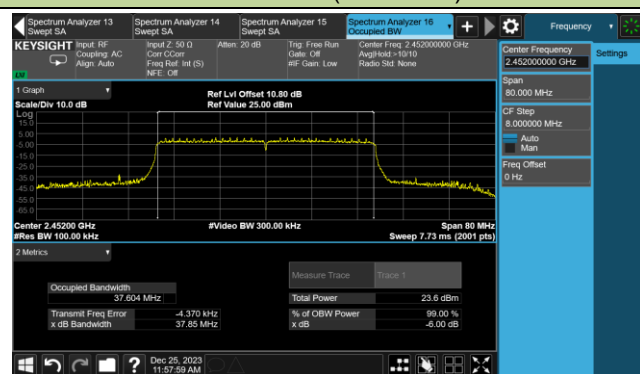 Spectrum Analyzer 13
Swept SA
Spectrum Analyzer 14
Swept SA
Spectrum Analyzer 15
Swept SA
Spectrum Analyzer 16
Occupied BW
Frequency
KEYSIGHT
Input: RF
Coupling: AC
Align: Auto
Input Z: 50 Ω
Corr CCorr
Freq Ref: Int (S)
NFE: Off
Atten: 20 dB
Trig: Free Run
Gate: Off
#IF Gain: Low
Center Freq: 2.452000000 GHz
Avg|Hold:>10/10
Radio Std: None
Center Frequency
2.452000000 GHz
Settings
Span
80.000 MHz
CF Step
8.000000 MHz
Auto
Man
Freq Offset
0 Hz
1 Graph
Scale/Div 10.0 dB
Ref Lvl Offset 10.80 dB
Ref Value 25.00 dBm
Log
15.0
5.00
-5.00
-15.0
-25.0
-35.0
-45.0
-55.0
-65.0
Center 2.45200 GHz
#Res BW 100.00 kHz
#Video BW 300.00 kHz
Span 80 MHz
Sweep 7.73 ms (2001 pts)
2 Metrics
Measure Trace
Trace 1
Occupied Bandwidth
37.604 MHz
Total Power
23.6 dBm
Transmit Freq Error
-4.370 kHz
% of OBW Power
99.00 %
x dB Bandwidth
37.85 MHz
x dB
-6.00 dB
Dec 25, 2023
11:57:59 AM